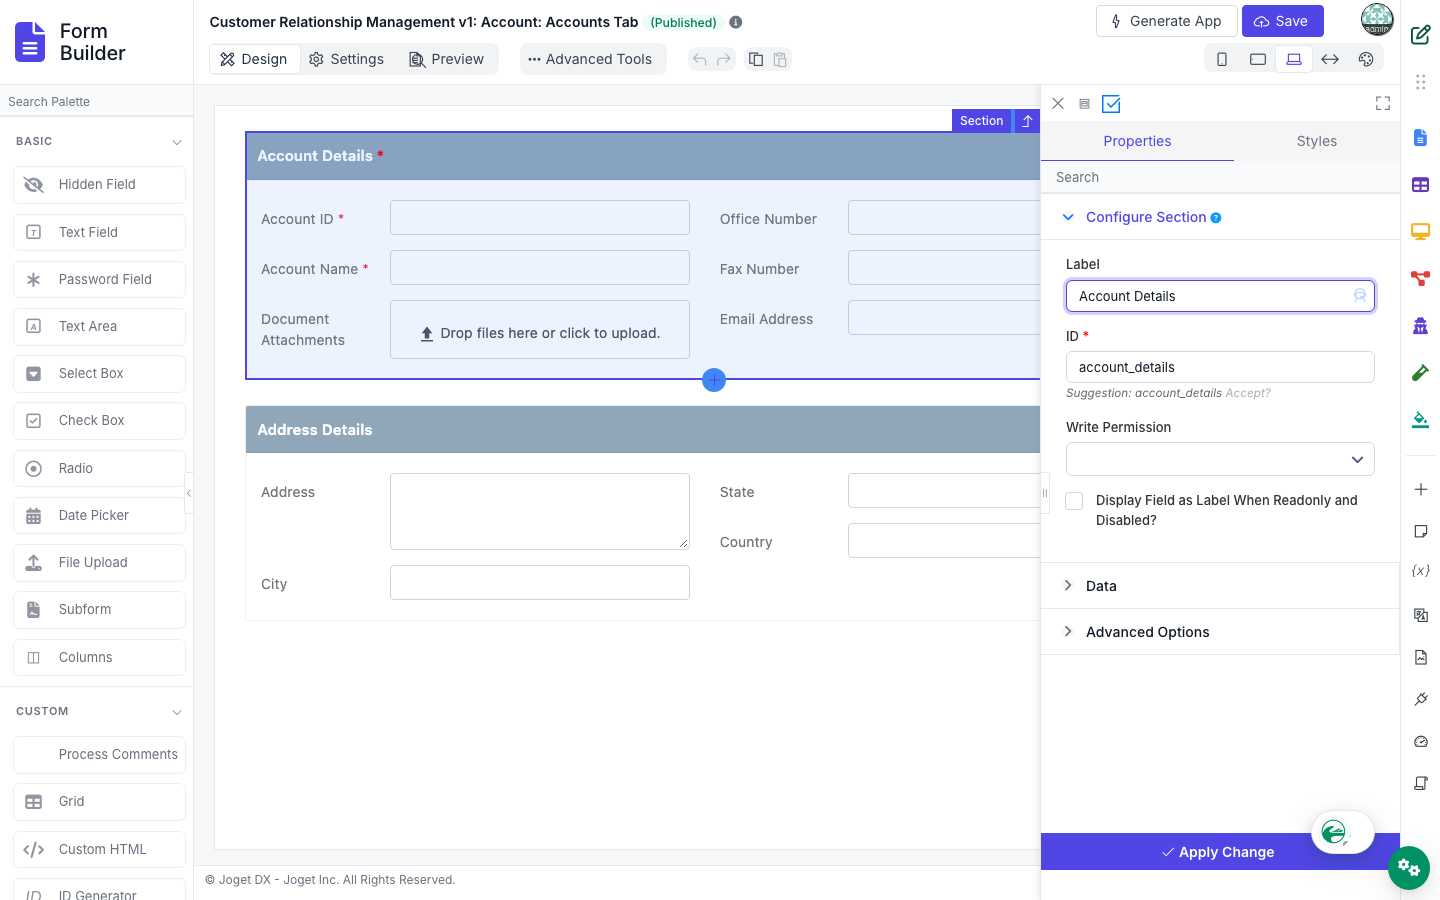 Form
Builder
Customer Relationship Management v1: Account: Accounts Tab (Published)
Generate App
Save
admin
Design
Settings
Preview
Advanced Tools
Search Palette
BASIC
Hidden Field
Text Field
Password Field
Text Area
Select Box
Check Box
Radio
Date Picker
File Upload
Subform
Columns
CUSTOM
Process Comments
Grid
Custom HTML
ID Generator
Section
Account Details *
Account ID *
Office Number
Account Name *
Fax Number
Document
Attachments
Drop files here or click to upload.
Email Address
Address Details
Address
State
Country
City
© Joget DX - Joget Inc. All Rights Reserved.
Properties
Styles
Search
Configure Section
Label
Account Details
ID *
account_details
Suggestion: account_details Accept?
Write Permission
Display Field as Label When Readonly and
Disabled?
Data
Advanced Options
Apply Change
{x}